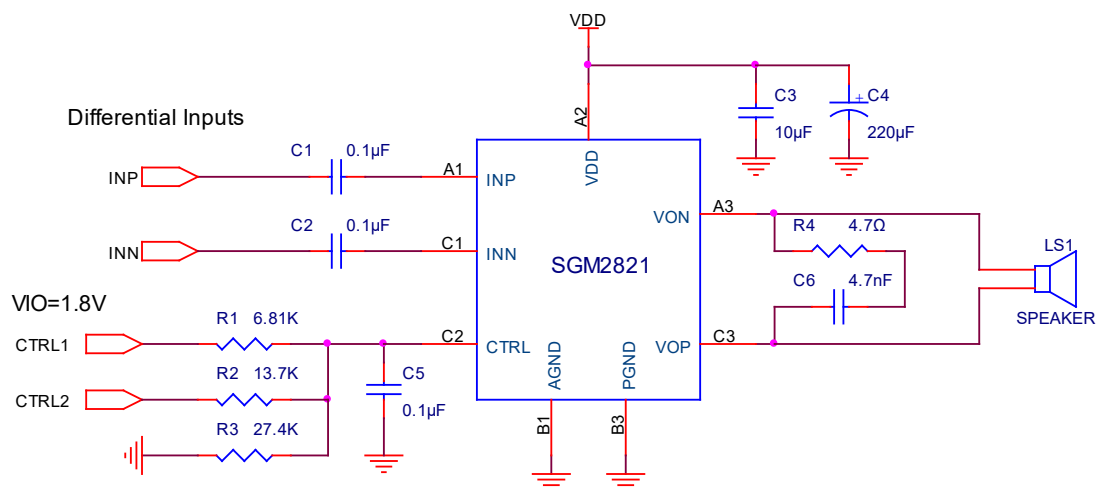 VDD
Differential Inputs
C3
10µF
C4
220µF
A2
C1 0.1µF
INP
A1
INP
VDD
C2 0.1µF
INN
C1
INN
SGM2821
VON
A3
R4 4.7Ω
C6 4.7nF
LS1
SPEAKER
VIO=1.8V
CTRL1
R1 6.81K
C2
CTRL
VOP
C3
CTRL2
R2 13.7K
C5
0.1µF
R3 27.4K
AGND
PGND
B1
B3
+